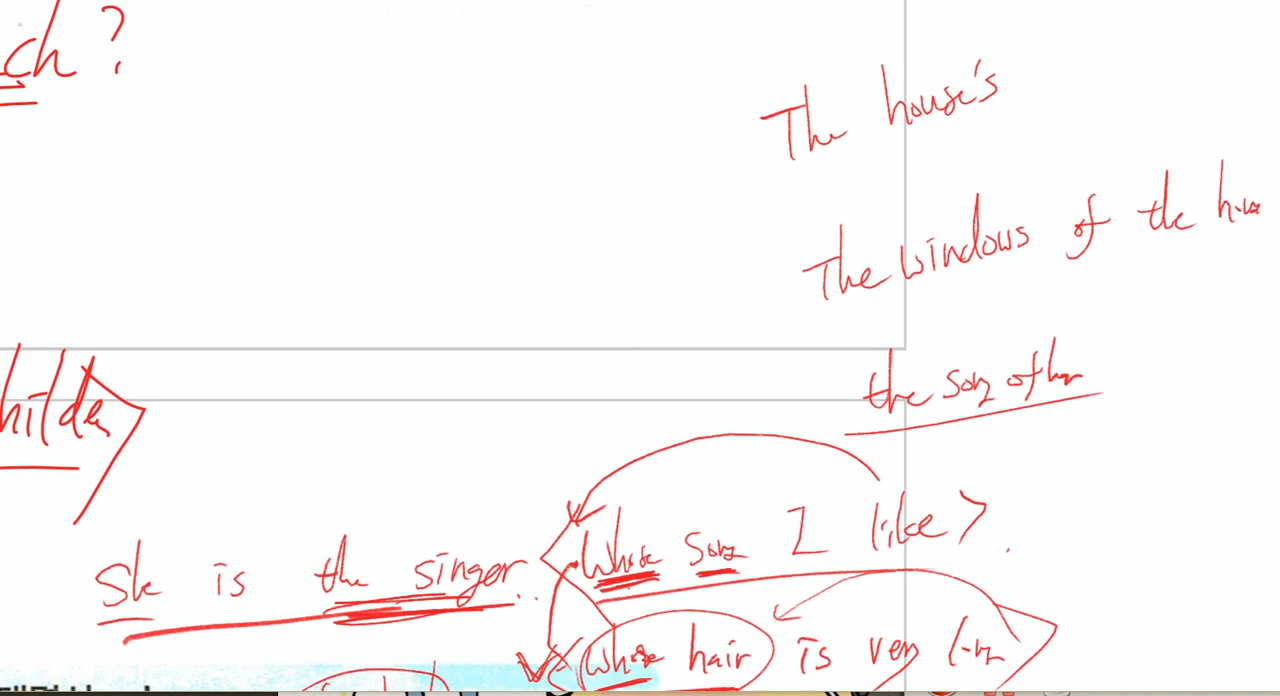 ch?
The house's
The windows of the
the song of her
hilden
She is the singer <whose song I like>.
<whose hair is very